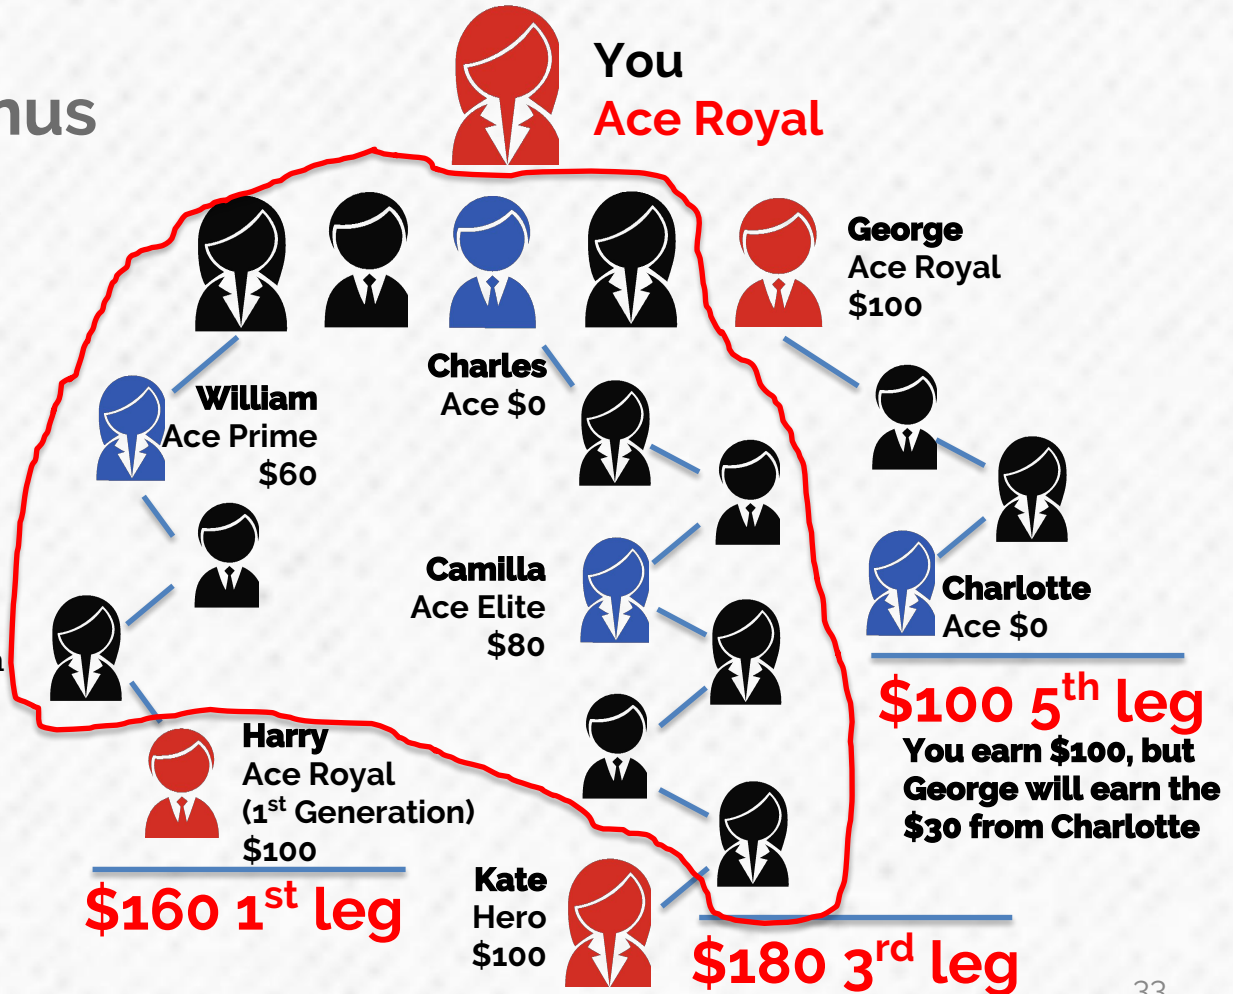 You
Ace Royal
George
Ace Royal
$100
Charles
Ace $0
William
Ace Prime
$60
Camilla
Ace Elite
$80
Charlotte
Ace $0
$100 5th leg
You earn $100, but
George will earn the
$30 from Charlotte
Harry
Ace Royal
(1st Generation)
$100
$160 1st leg
Kate
Hero
$100
$180 3rd leg